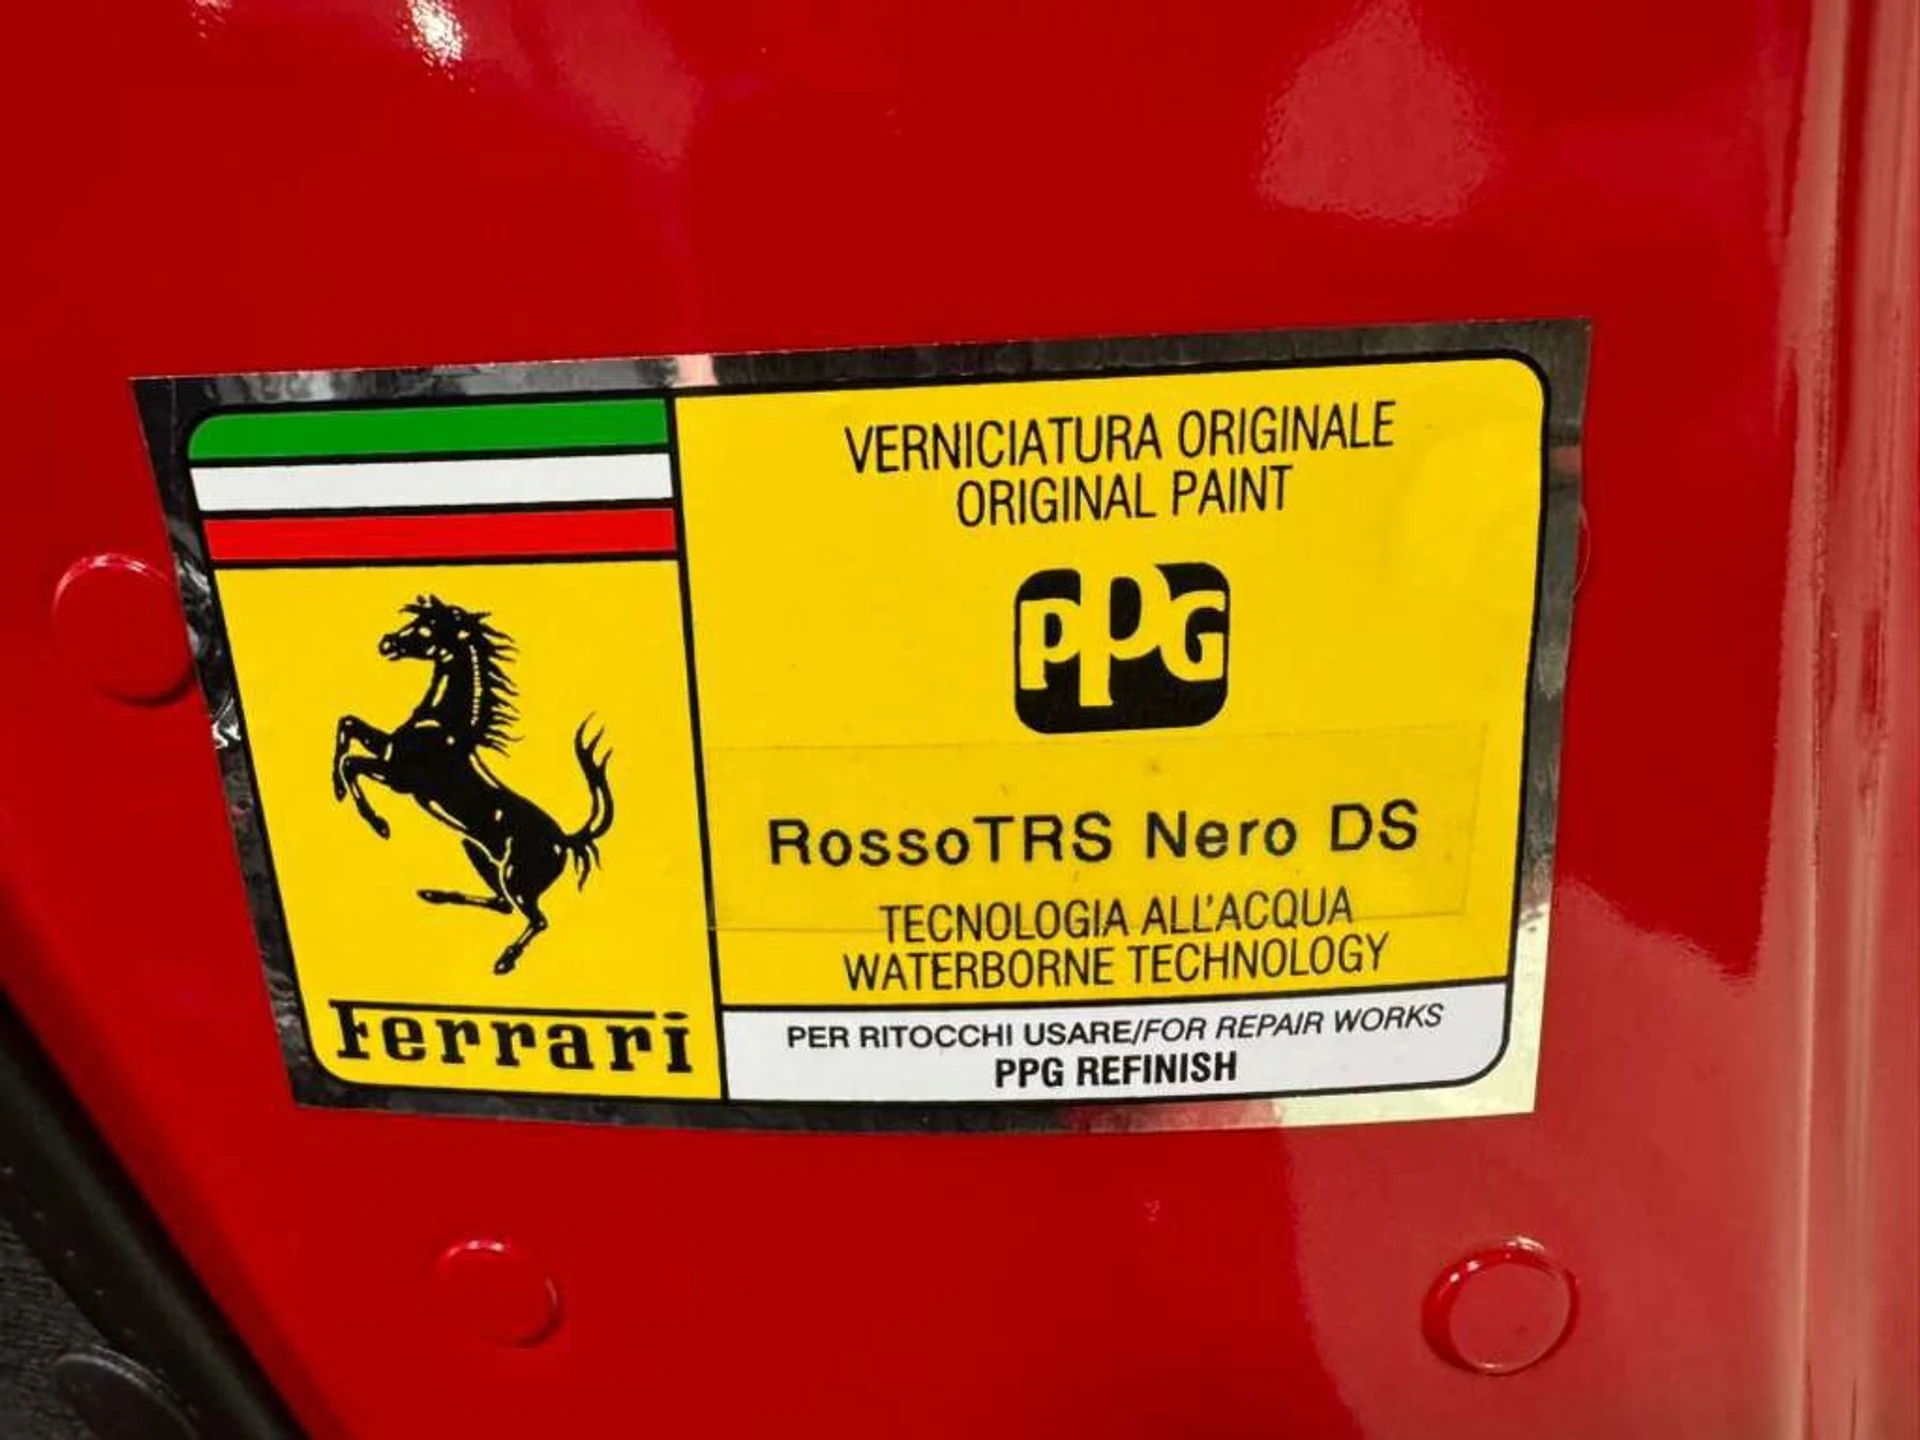 VERNICIATURA ORIGINALE
ORIGINAL PAINT
PPG
RossoTRS Nero DS
TECNOLOGIA ALL'ACQUA
WATERBORNE TECHNOLOGY
Ferrari
PER RITOCCHI USARE/FOR REPAIR WORKS
PPG REFINISH